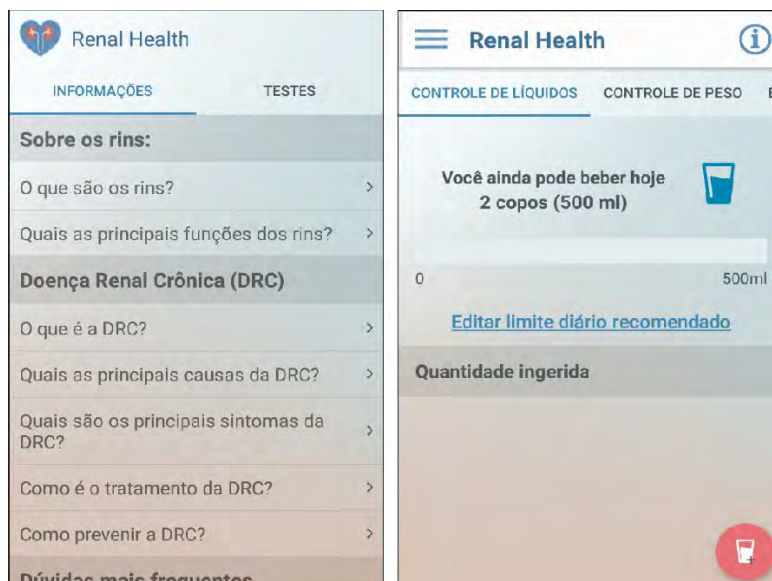 Renal Health
INFORMAÇÕES
TESTES
Sobre os rins:
O que são os rins?
Quais as principais funções dos rins?
Doença Renal Crônica (DRC)
O que é a DRC?
Quais as principais causas da DRC?
Quais são os principais sintomas da
DRC?
Como é o tratamento da DRC?
Como prevenir a DRC?
Dúvidas mais frequentes
Renal Health
CONTROLE DE LÍQUIDOS
CONTROLE DE PESO
Você ainda pode beber hoje
2 copos (500 ml)
0
500ml
Editar limite diário recomendado
Quantidade ingerida